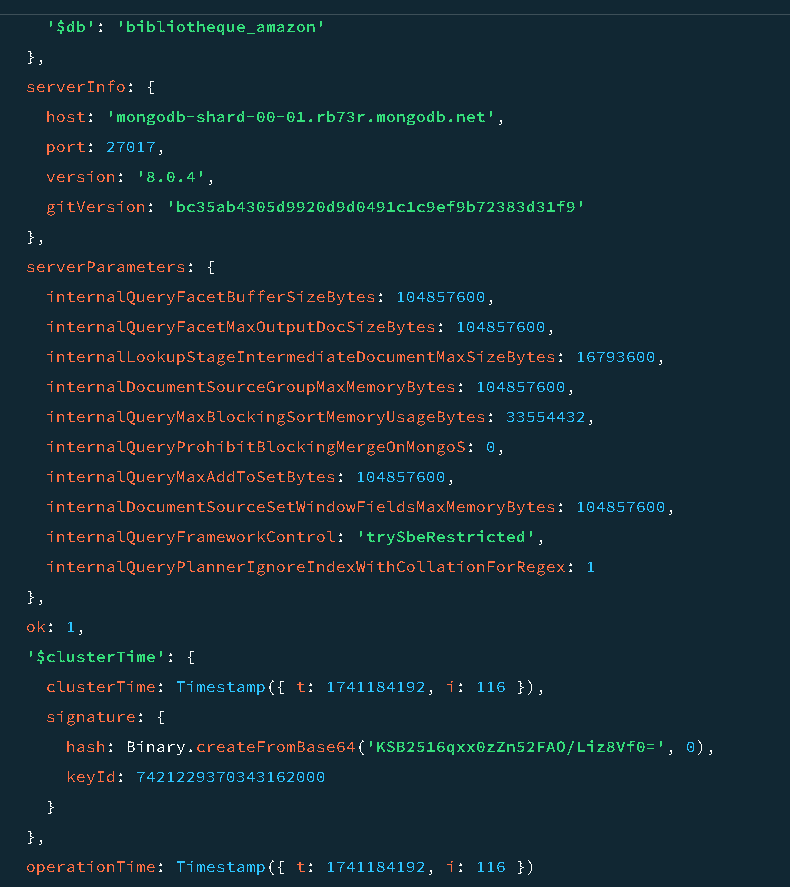 '$db': 'bibliotheque_amazon'
},
serverInfo: {
host: 'mongodb-shard-00-01.rb73r.mongodb.net',
port: 27017,
version: '8.0.4',
gitVersion: 'bc35ab4305d9920d9d0491c1c9ef9b72383d31f9'
},
serverParameters: {
internalQueryFacetBufferSizeBytes: 104857600,
internalQueryFacetMaxOutputDocSizeBytes: 104857600,
internalLookupStageIntermediateDocumentMaxSizeBytes: 16793600,
internalDocumentSourceGroupMaxMemoryBytes: 104857600,
internalQueryMaxBlockingSortMemoryUsageBytes: 33554432,
internalQueryProhibitBlockingMergeOnMongoS: 0,
internalQueryMaxAddToSetBytes: 104857600,
internalDocumentSourceSetWindowFieldsMaxMemoryBytes: 104857600,
internalQueryFrameworkControl: 'trySbeRestricted',
internalQueryPlannerIgnoreIndexWithCollationForRegex: 1
},
ok: 1,
'$clusterTime': {
clusterTime: Timestamp({ t: 1741184192, i: 116 }),
signature: {
hash: Binary.createFromBase64('KSB2516qxx0zZn52FAO/Liz8Vf0=', 0),
keyId: 7421229370343162000
}
},
operationTime: Timestamp({ t: 1741184192, i: 116 })